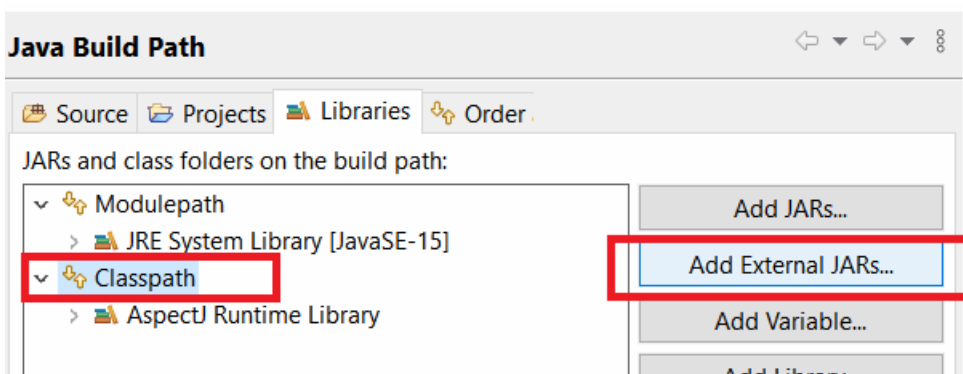 Java Build Path
Source Projects Libraries Order
JARs and class folders on the build path:
Modulepath
JRE System Library [JavaSE-15]
Classpath
AspectJ Runtime Library
Add JARs...
Add External JARs...
Add Variable...